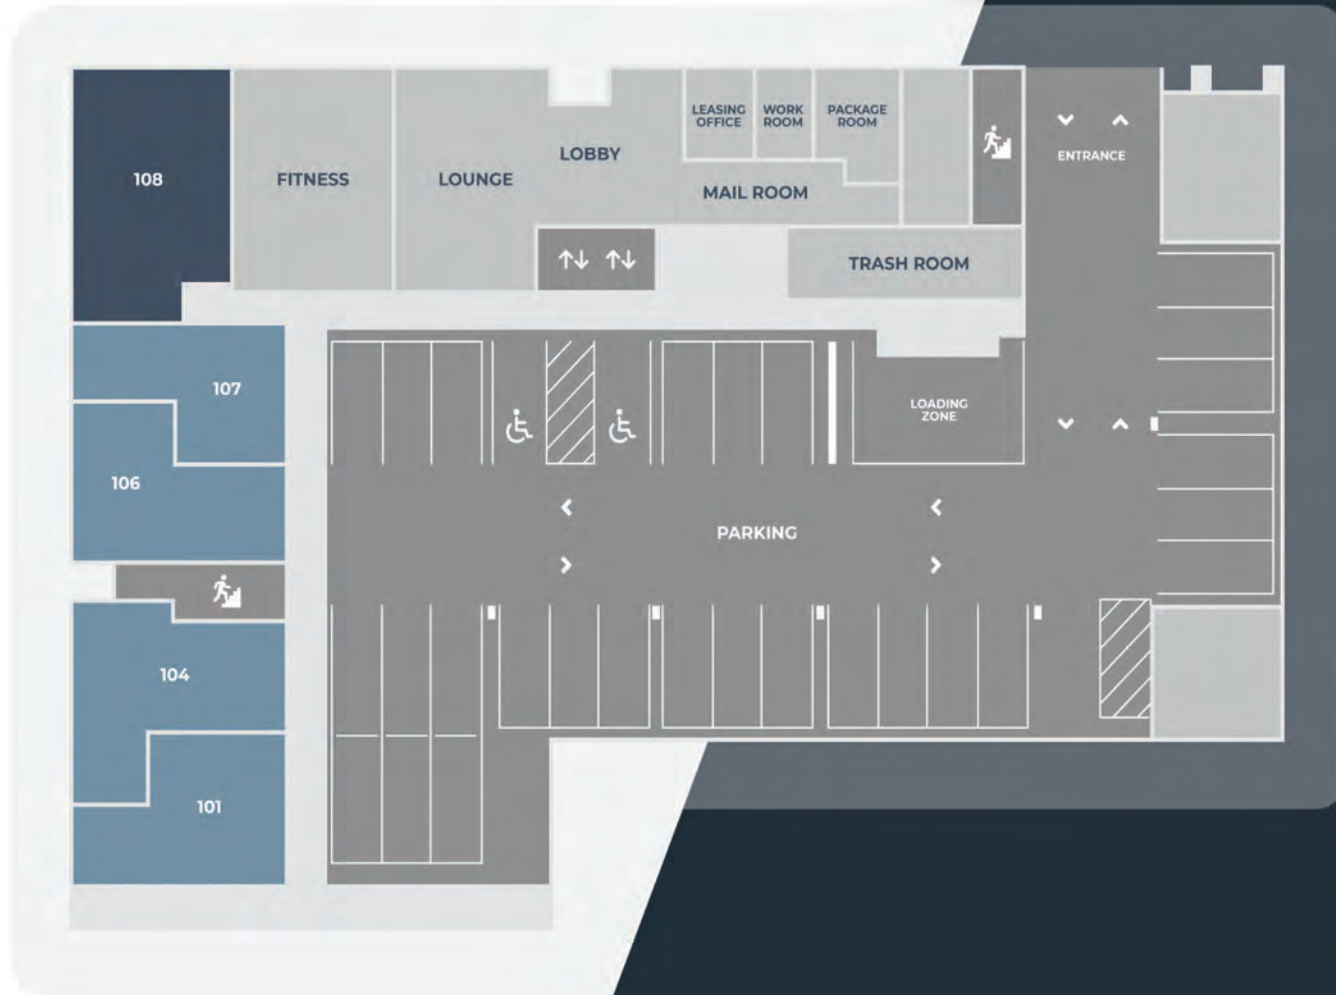 LEASING
OFFICE
WORK
ROOM
PACKAGE
ROOM
LOBBY
ENTRANCE
108
FITNESS
LOUNGE
MAIL ROOM
TRASH ROOM
107
LOADING
ZONE
106
PARKING
104
101